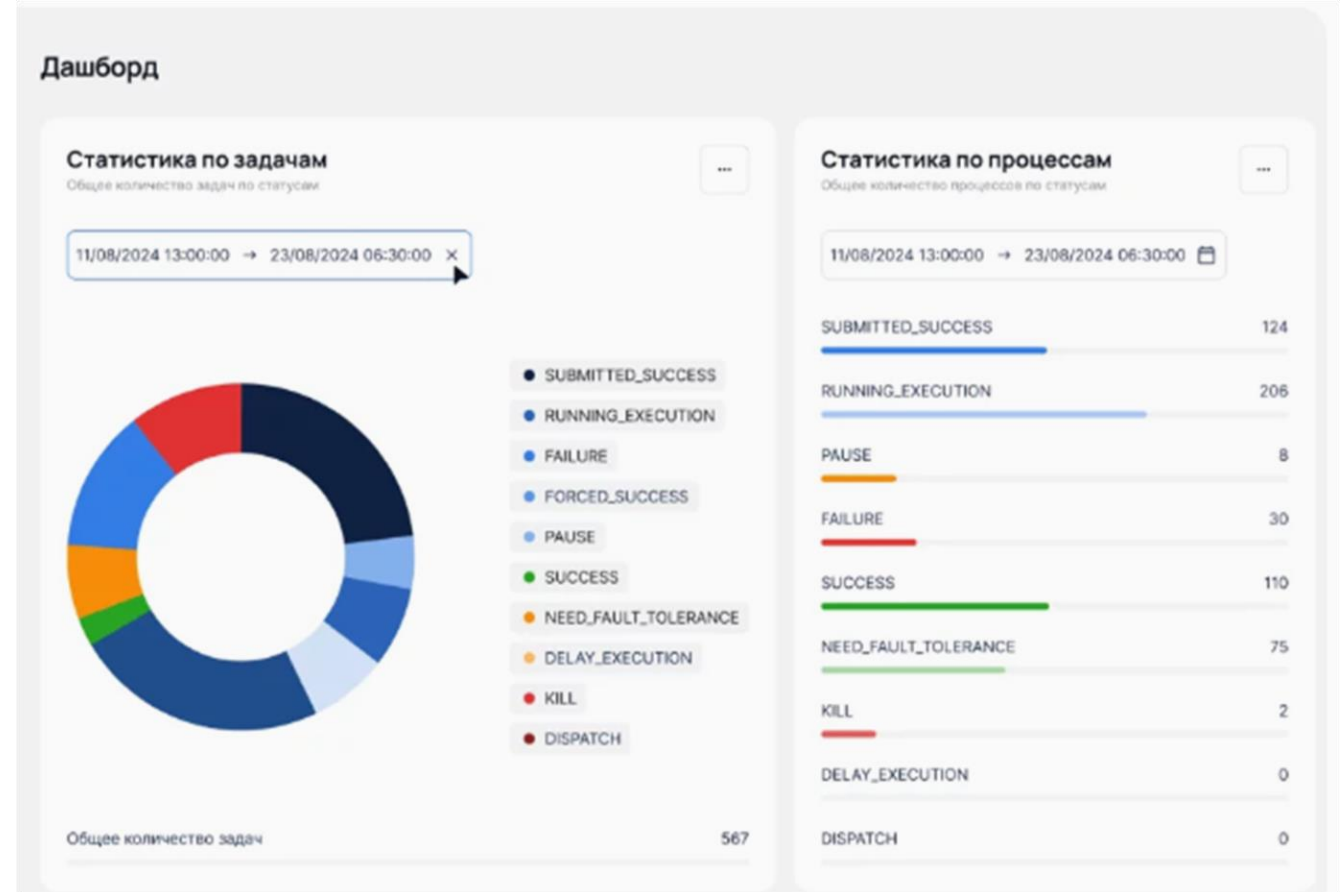 Дашборд
Статистика по задачам
Общее количество задач по статусам
...
11/08/2024 13:00:00 → 23/08/2024 06:30:00 ×
SUBMITTED_SUCCESS
RUNNING_EXECUTION
FAILURE
FORCED_SUCCESS
PAUSE
SUCCESS
NEED_FAULT_TOLERANCE
DELAY_EXECUTION
KILL
DISPATCH
Общее количество задач 567
Статистика по процессам
Общее количество процессов по статусам
...
11/08/2024 13:00:00 → 23/08/2024 06:30:00
SUBMITTED_SUCCESS 124
RUNNING_EXECUTION 206
PAUSE 8
FAILURE 30
SUCCESS 110
NEED_FAULT_TOLERANCE 75
KILL 2
DELAY_EXECUTION 0
DISPATCH 0